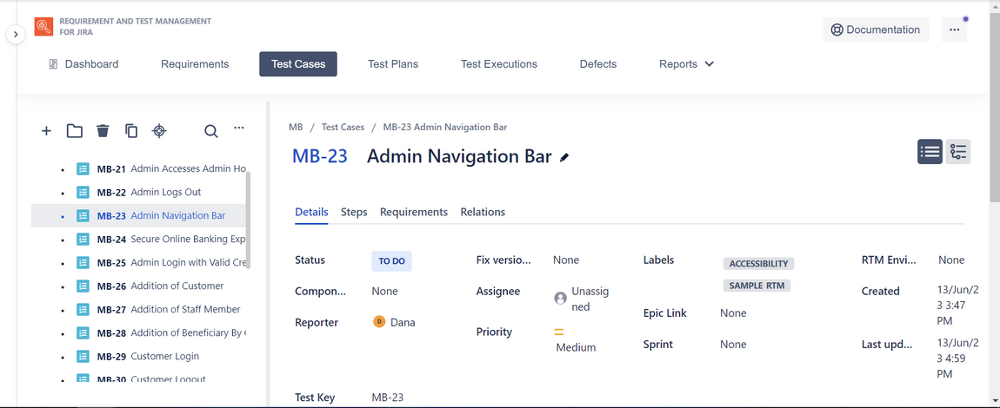 REQUIREMENT AND TEST MANAGEMENT
FOR JIRA
Documentation
Dashboard
Requirements
Test Cases
Test Plans
Test Executions
Defects
Reports
MB-21 Admin Accesses Admin Ho
MB-22 Admin Logs Out
MB-23 Admin Navigation Bar
MB-24 Secure Online Banking Exp
MB-25 Admin Login with Valid Cre
MB-26 Addition of Customer
MB-27 Addition of Staff Member
MB-28 Addition of Beneficiary By
MB-29 Customer Login
MB-30 Customer Logout
MB / Test Cases / MB-23 Admin Navigation Bar
MB-23 Admin Navigation Bar
Details Steps Requirements Relations
Status
TO DO
Compon...
None
Reporter
D Dana
Fix versio...
None
Assignee
Unassig
ned
Priority
Medium
Labels
ACCESSIBILITY
SAMPLE RTM
Epic Link
None
Sprint
None
RTM Envi...
None
Created
13/Jun/2
3 3:47
PM
Last upd...
13/Jun/2
3 4:59
PM
Test Key
MB-23